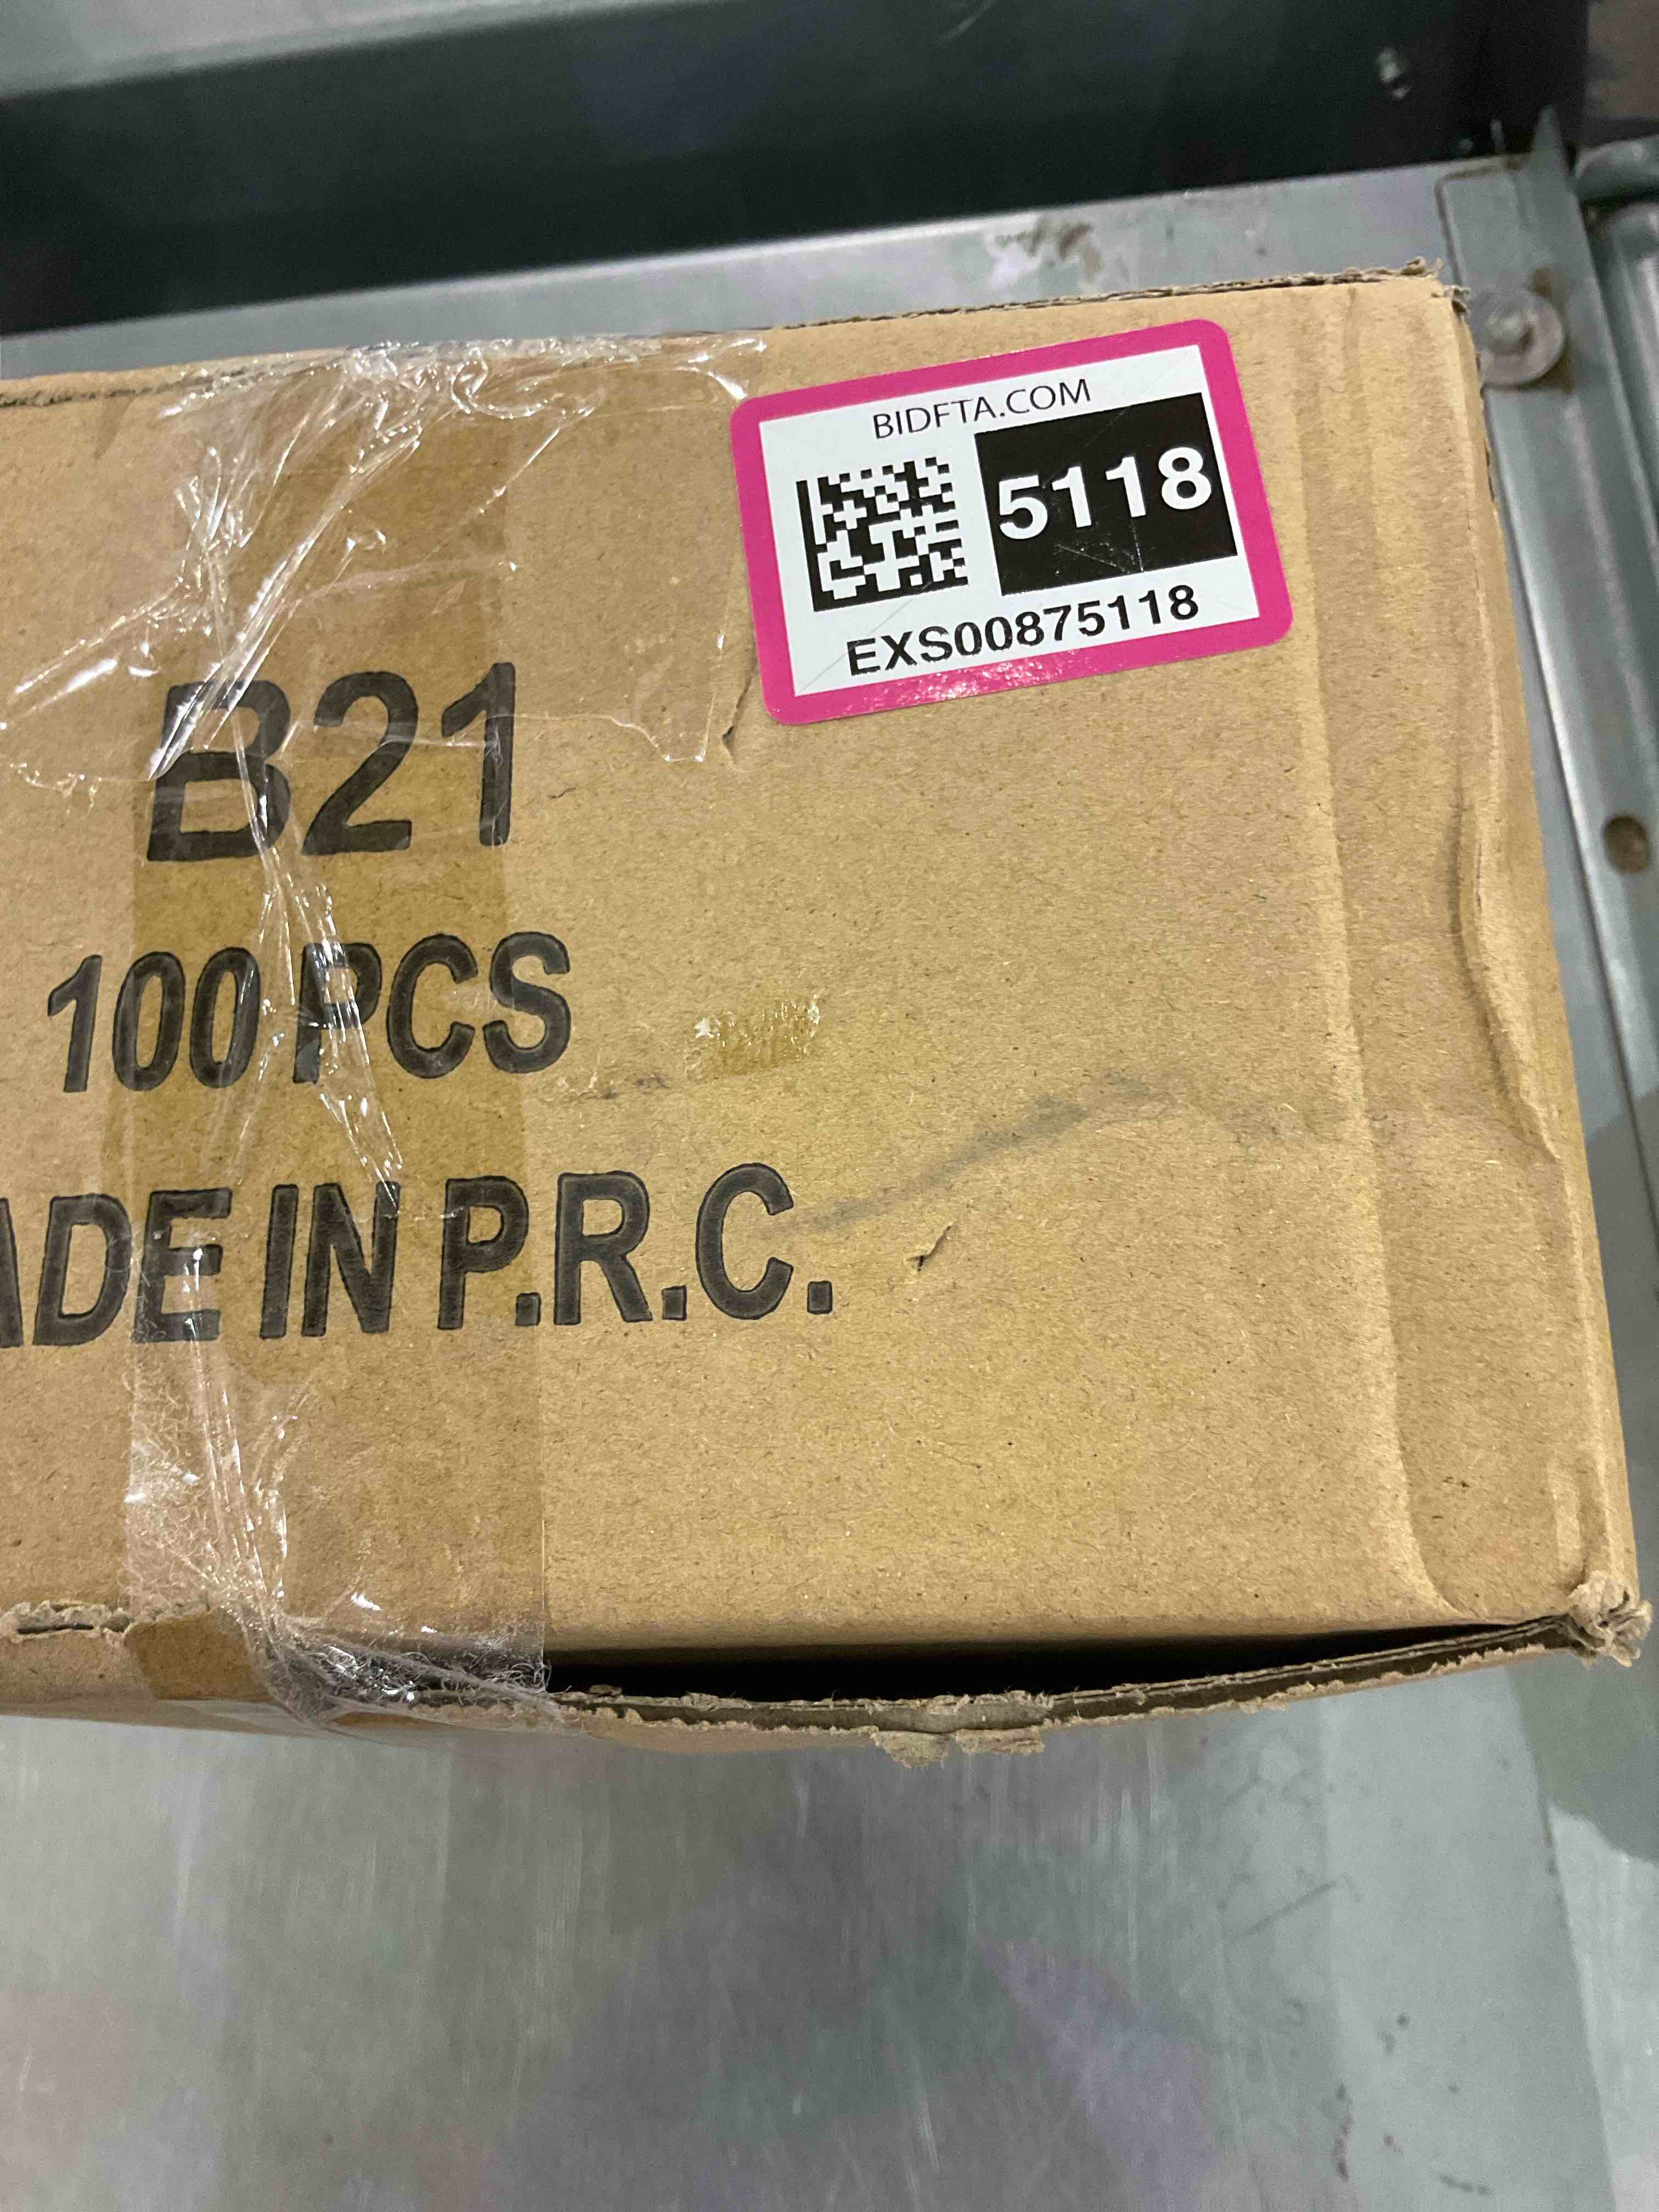 BIDFTA.COM
5118
EXS00875118
B21
100 PCS
ADE IN P.R.C.